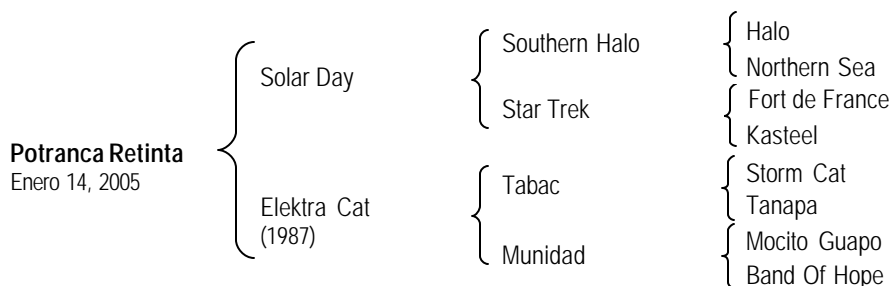 Potranca Retinta
Enero 14, 2005
Solar Day
Elektra Cat
(1987)
Southern Halo
Star Trek
Tabac
Munidad
Halo
Northern Sea
Fort de France
Kasteel
Storm Cat
Tanapa
Mocito Guapo
Band Of Hope